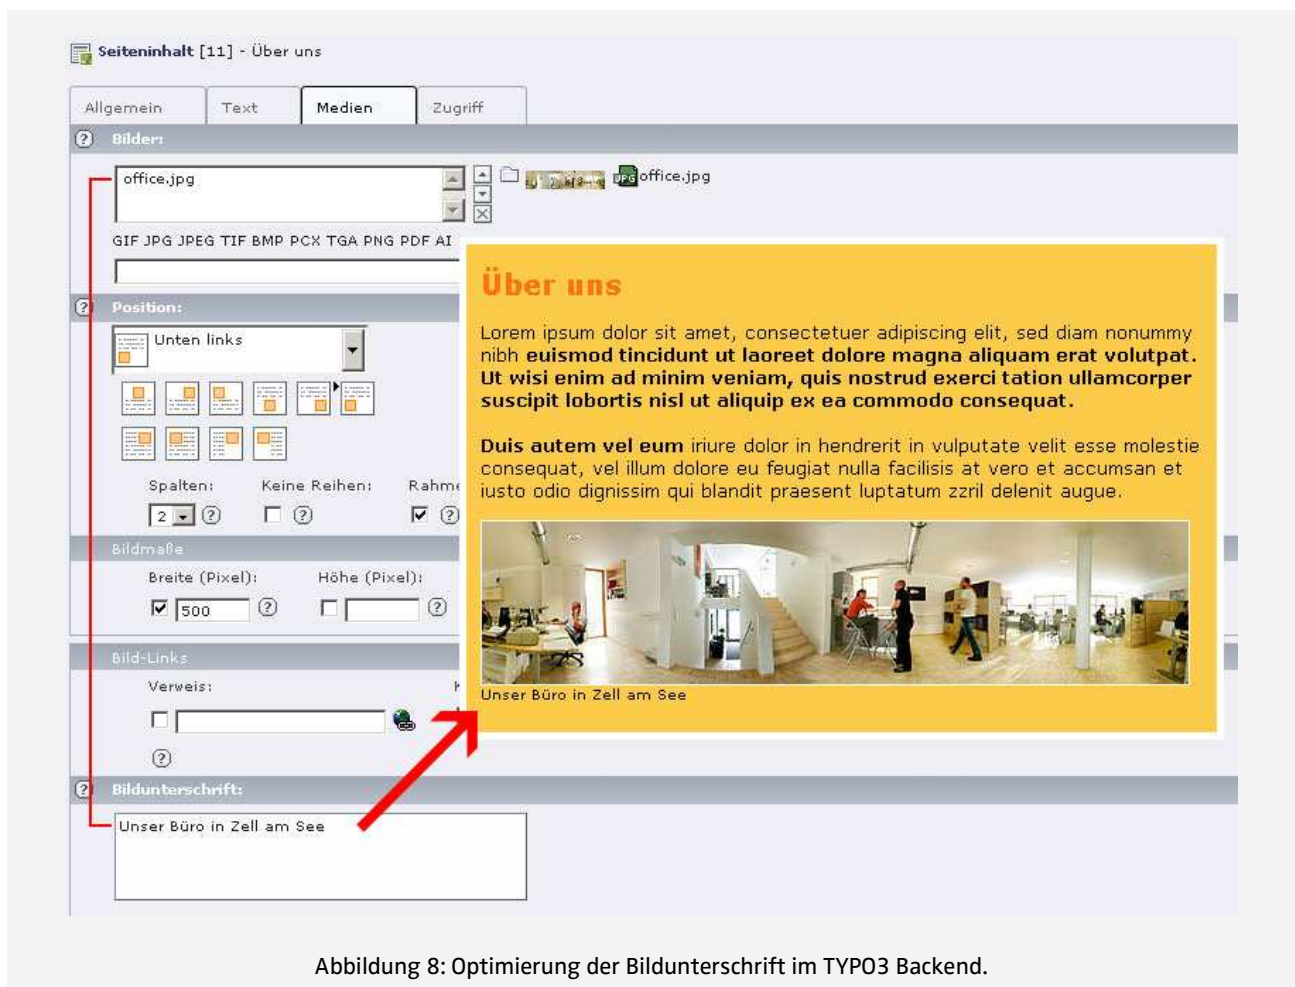 Seiteninhalt [11] - Über uns
Allgemein Text Medien Zugriff
Bilder:
office.jpg
JPG office.jpg
GIF JPG JPEG TIF BMP PCX TGA PNG PDF AI
Position:
Unten links
Spalten: Keine Reihen: Rahme
2
Bildmaße
Breite (Pixel): Höhe (Pixel):
500
Bild-Links
Verweis:
Bildunterschrift:
Unser Büro in Zell am See
Über uns
Lorem ipsum dolor sit amet, consectetuer adipiscing elit, sed diam nonummy
nibh euismod tincidunt ut laoreet dolore magna aliquam erat volutpat.
Ut wisi enim ad minim veniam, quis nostrud exerci tation ullamcorper
suscipit lobortis nisl ut aliquip ex ea commodo consequat.
Duis autem vel eum iriure dolor in hendrerit in vulputate velit esse molestie
consequat, vel illum dolore eu feugiat nulla facilisis at vero et accumsan et
iusto odio dignissim qui blandit praesent luptatum zzril delenit augue.
Unser Büro in Zell am See
Abbildung 8: Optimierung der Bildunterschrift im TYPO3 Backend.